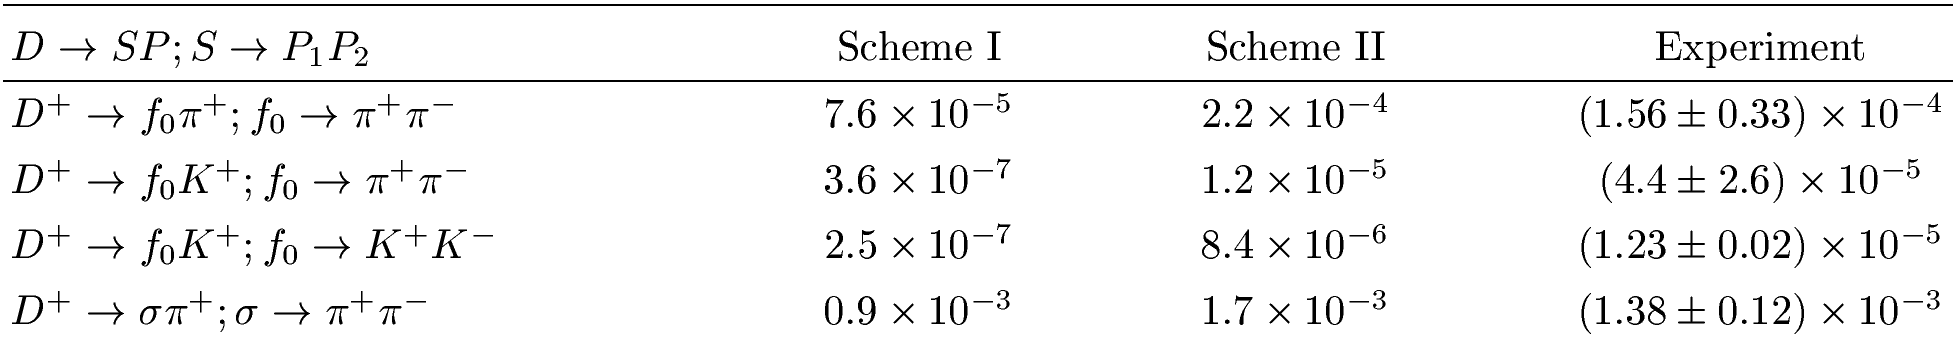 D → SP; S → P₁P₂ Scheme I Scheme II Experiment
D⁺ → f₀π⁺; f₀ → π⁺π⁻ 7.6 × 10⁻⁵ 2.2 × 10⁻⁴ (1.56 ± 0.33) × 10⁻⁴
D⁺ → f₀K⁺; f₀ → π⁺π⁻ 3.6 × 10⁻⁷ 1.2 × 10⁻⁵ (4.4 ± 2.6) × 10⁻⁵
D⁺ → f₀K⁺; f₀ → K⁺K⁻ 2.5 × 10⁻⁷ 8.4 × 10⁻⁶ (1.23 ± 0.02) × 10⁻⁵
D⁺ → σπ⁺; σ → π⁺π⁻ 0.9 × 10⁻³ 1.7 × 10⁻³ (1.38 ± 0.12) × 10⁻³